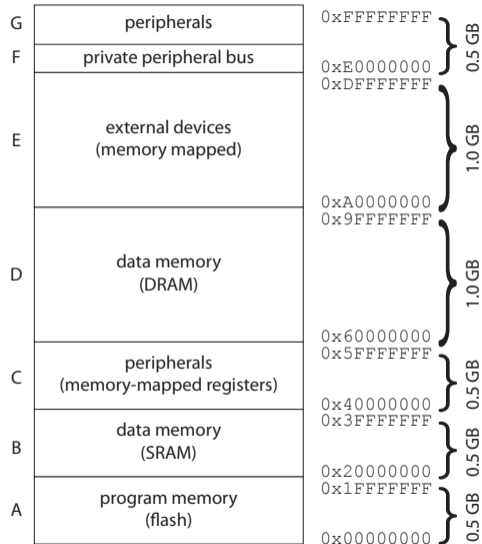 G
peripherals
0xFFFFFFFF
0.5 GB
F
private peripheral bus
0xE0000000
0xDFFFFFFF
E
external devices
(memory mapped)
1.0 GB
0xA0000000
0x9FFFFFFF
D
data memory
(DRAM)
1.0 GB
0x60000000
0x5FFFFFFF
C
peripherals
(memory-mapped registers)
0.5 GB
0x40000000
0x3FFFFFFF
B
data memory
(SRAM)
0.5 GB
0x20000000
0x1FFFFFFF
A
program memory
(flash)
0.5 GB
0x00000000